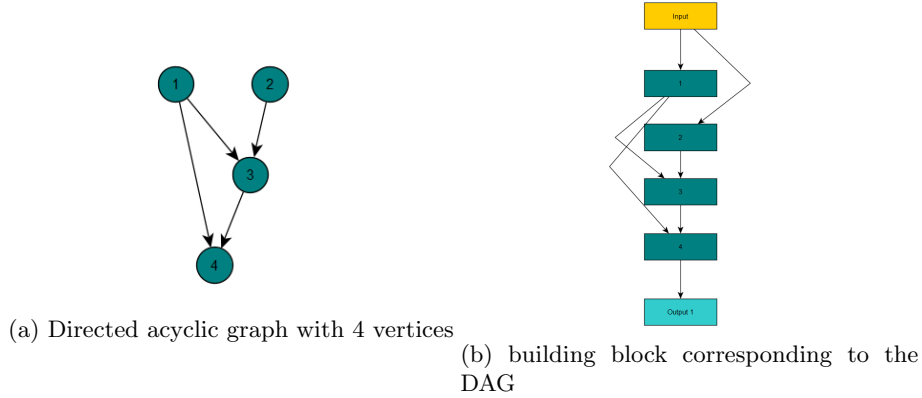 1
2
3
4
(a) Directed acyclic graph with 4 vertices
Input
1
2
3
4
Output 1
(b) building block corresponding to the
DAG